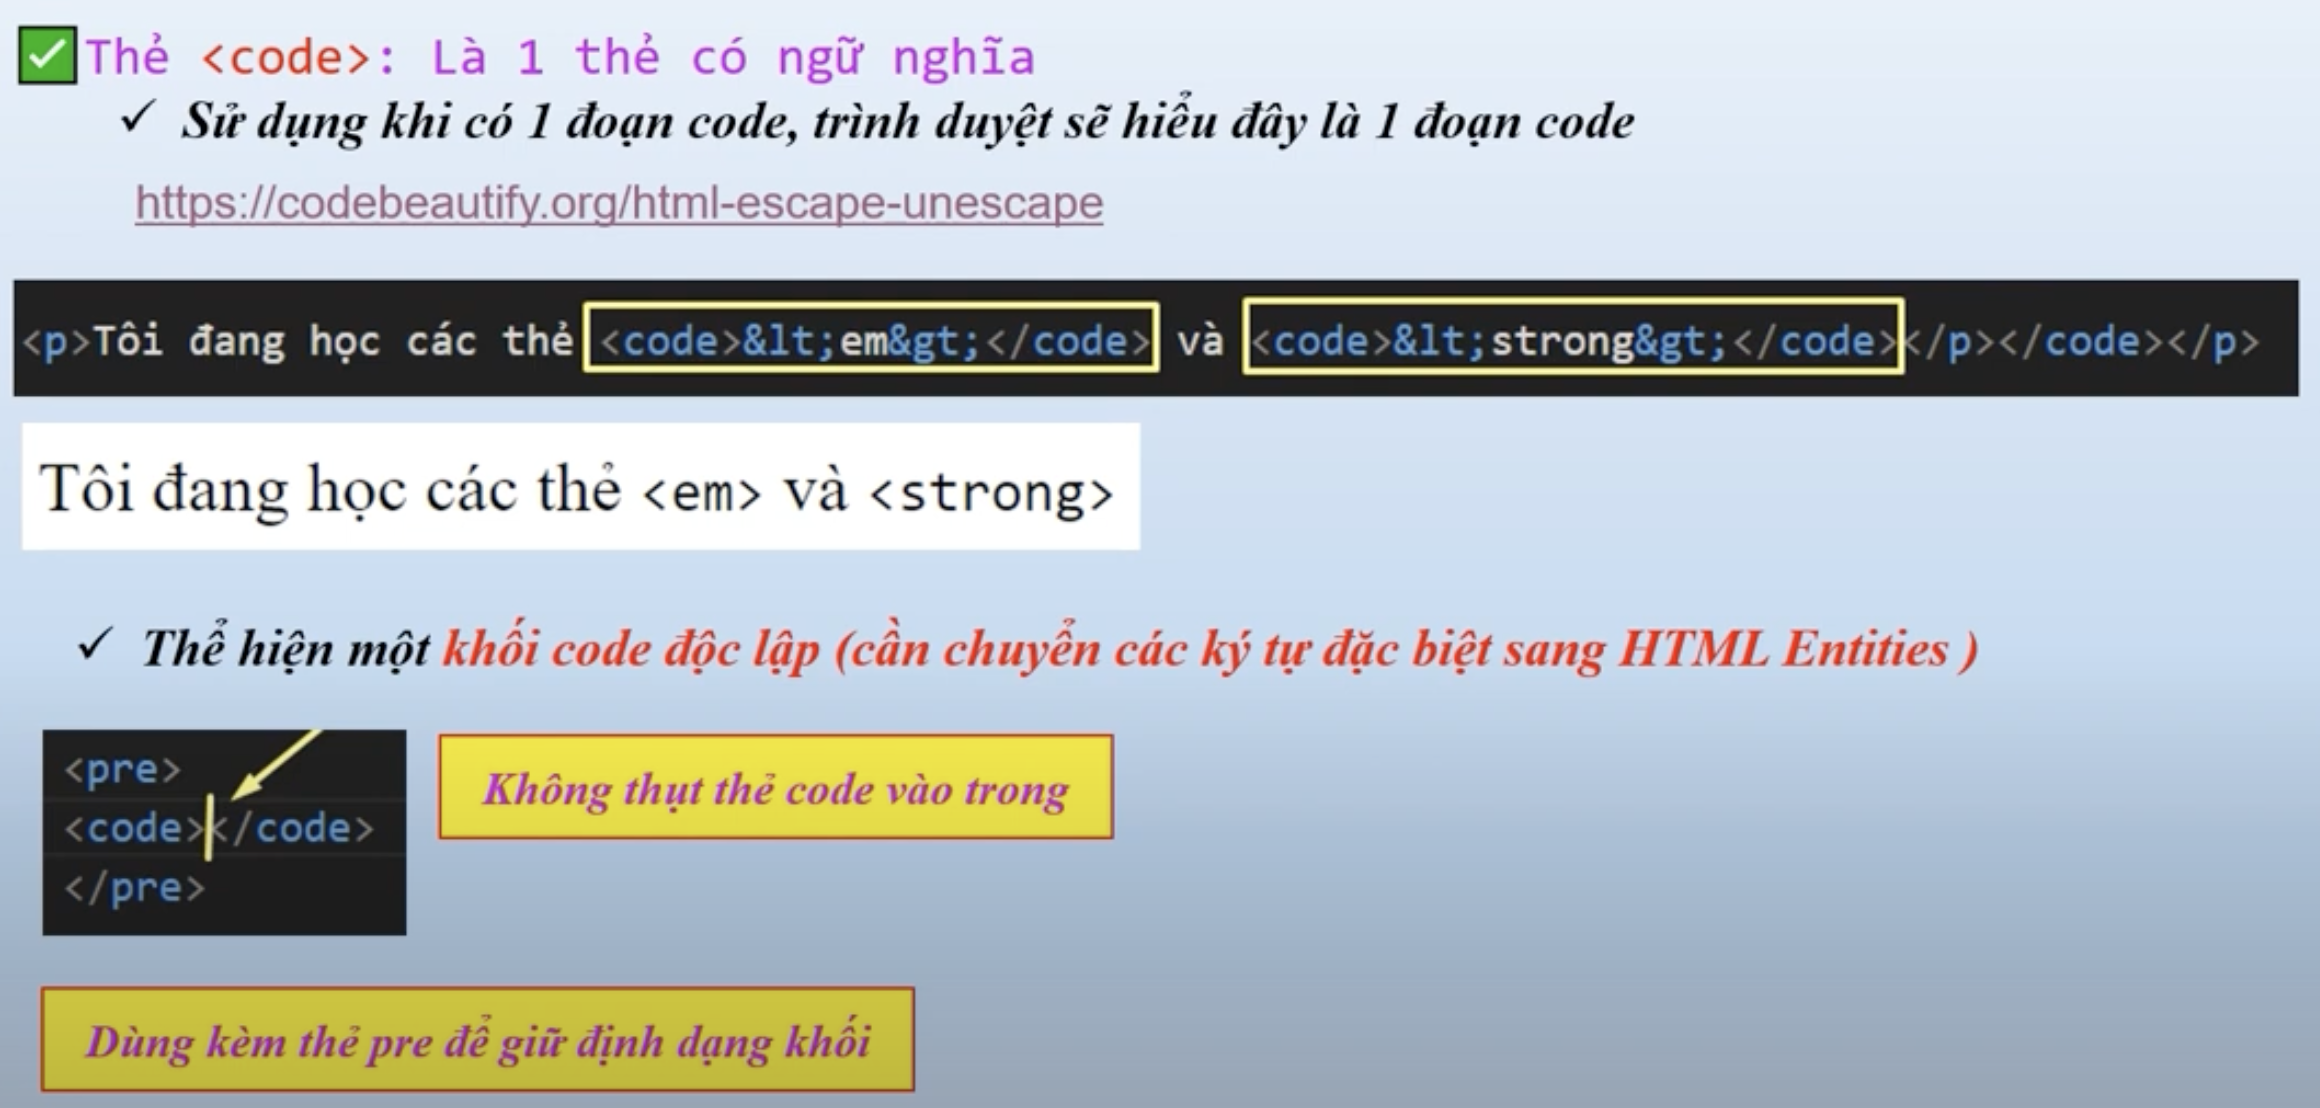 ✅Thẻ <code>: Là 1 thẻ có ngữ nghĩa
✓ Sử dụng khi có 1 đoạn code, trình duyệt sẽ hiểu đây là 1 đoạn code
https://codebeautify.org/html-escape-unescape
<p>Tôi đang học các thẻ <code>&lt;em&gt;</code> và <code>&lt;strong&gt;</code></p></code></p>
Tôi đang học các thẻ <em> và <strong>
✓ Thể hiện một khối code độc lập (cần chuyển các ký tự đặc biệt sang HTML Entities )
<pre>
<code></code>
</pre>
Không thụt thẻ code vào trong
Dùng kèm thẻ pre để giữ định dạng khối